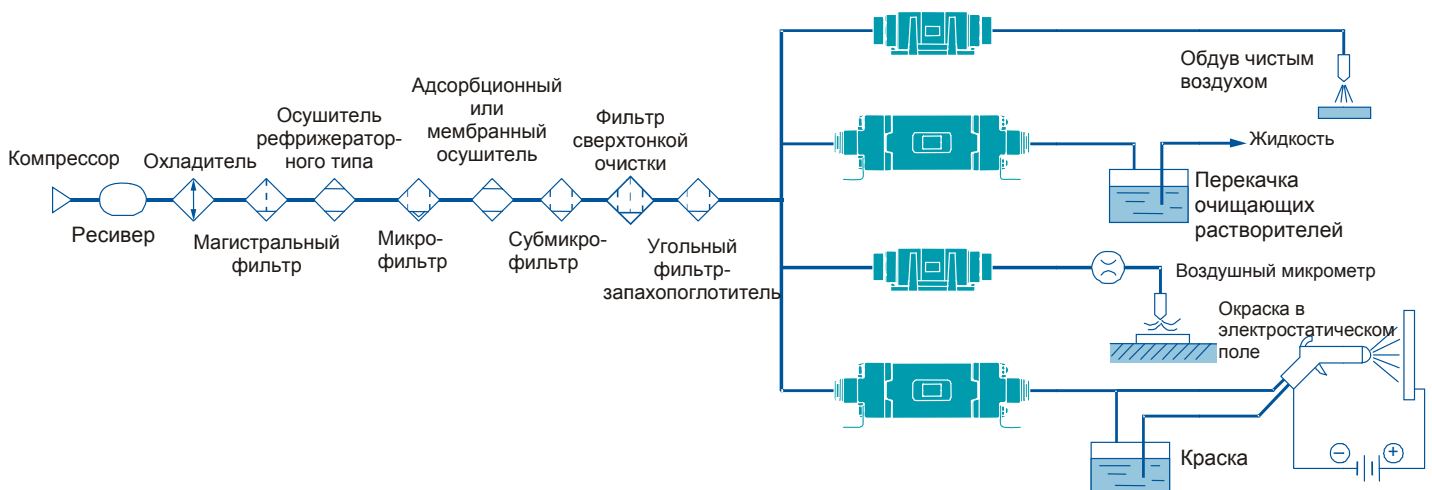 Компрессор
Ресивер
Охладитель
Магистральный
фильтр
Осушитель
рефрижератор-
ного типа
Микро-
фильтр
Адсорбционный
или
мембранный
осушитель
Субмикро-
фильтр
Фильтр
сверхтонкой
очистки
Угольный
фильтр-
запахопоглотитель
Обдув чистым
воздухом
Жидкость
Перекачка
очищающих
растворителей
Воздушный микрометр
Окраска в
электростатическом
поле
Краска
− +